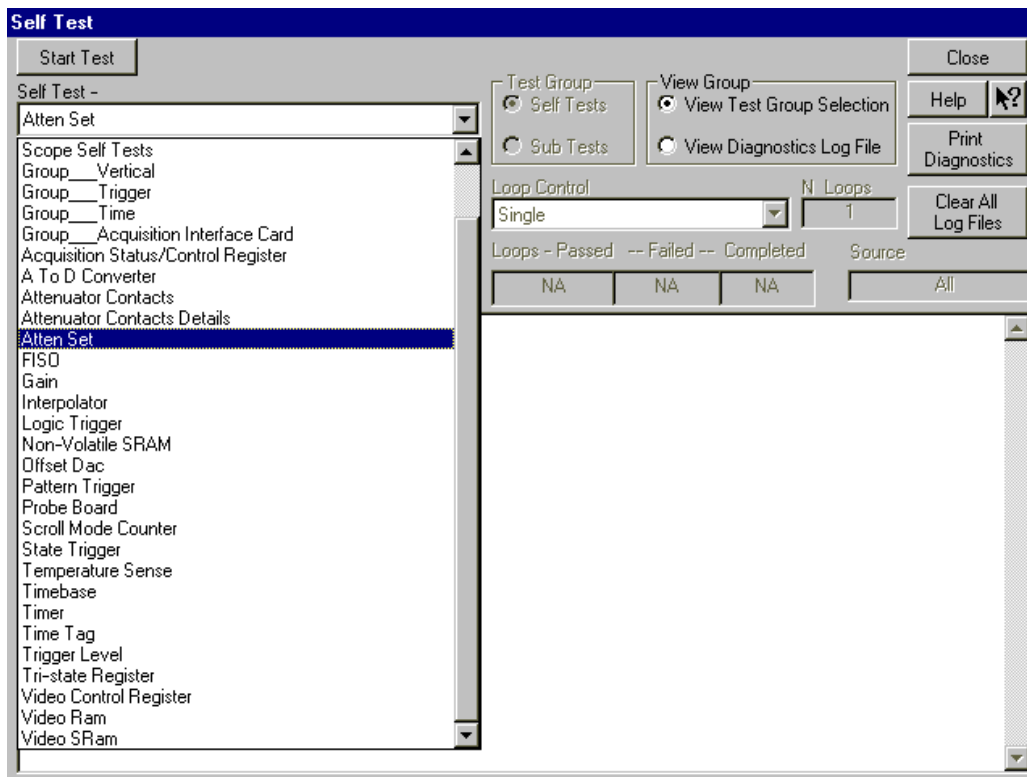 Self Test
Start Test
Close
Self Test -
Atten Set
Test Group
Self Tests
Sub Tests
View Group
View Test Group Selection
View Diagnostics Log File
Help
?
Print
Diagnostics
Clear All
Log Files
Loop Control
N Loops
Single
1
Loops - Passed -- Failed -- Completed
Source
NA
NA
NA
All
Scope Self Tests
Group___Vertical
Group___Trigger
Group___Time
Group___Acquisition Interface Card
Acquisition Status/Control Register
A To D Converter
Attenuator Contacts
Attenuator Contacts Details
Atten Set
FISO
Gain
Interpolator
Logic Trigger
Non-Volatile SRAM
Offset Dac
Pattern Trigger
Probe Board
Scroll Mode Counter
State Trigger
Temperature Sense
Timebase
Timer
Time Tag
Trigger Level
Tri-state Register
Video Control Register
Video Ram
Video SRam